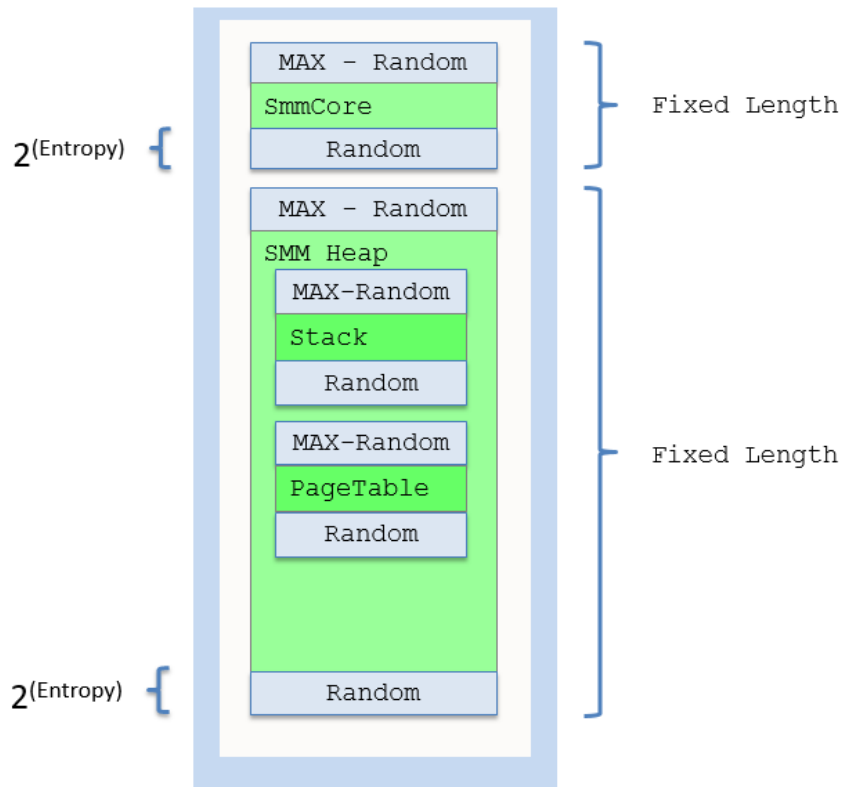 MAX - Random
SmmCore
Fixed Length
2(Entropy)
Random
MAX - Random
SMM Heap
MAX-Random
Stack
Random
MAX-Random
Fixed Length
PageTable
Random
2(Entropy)
Random